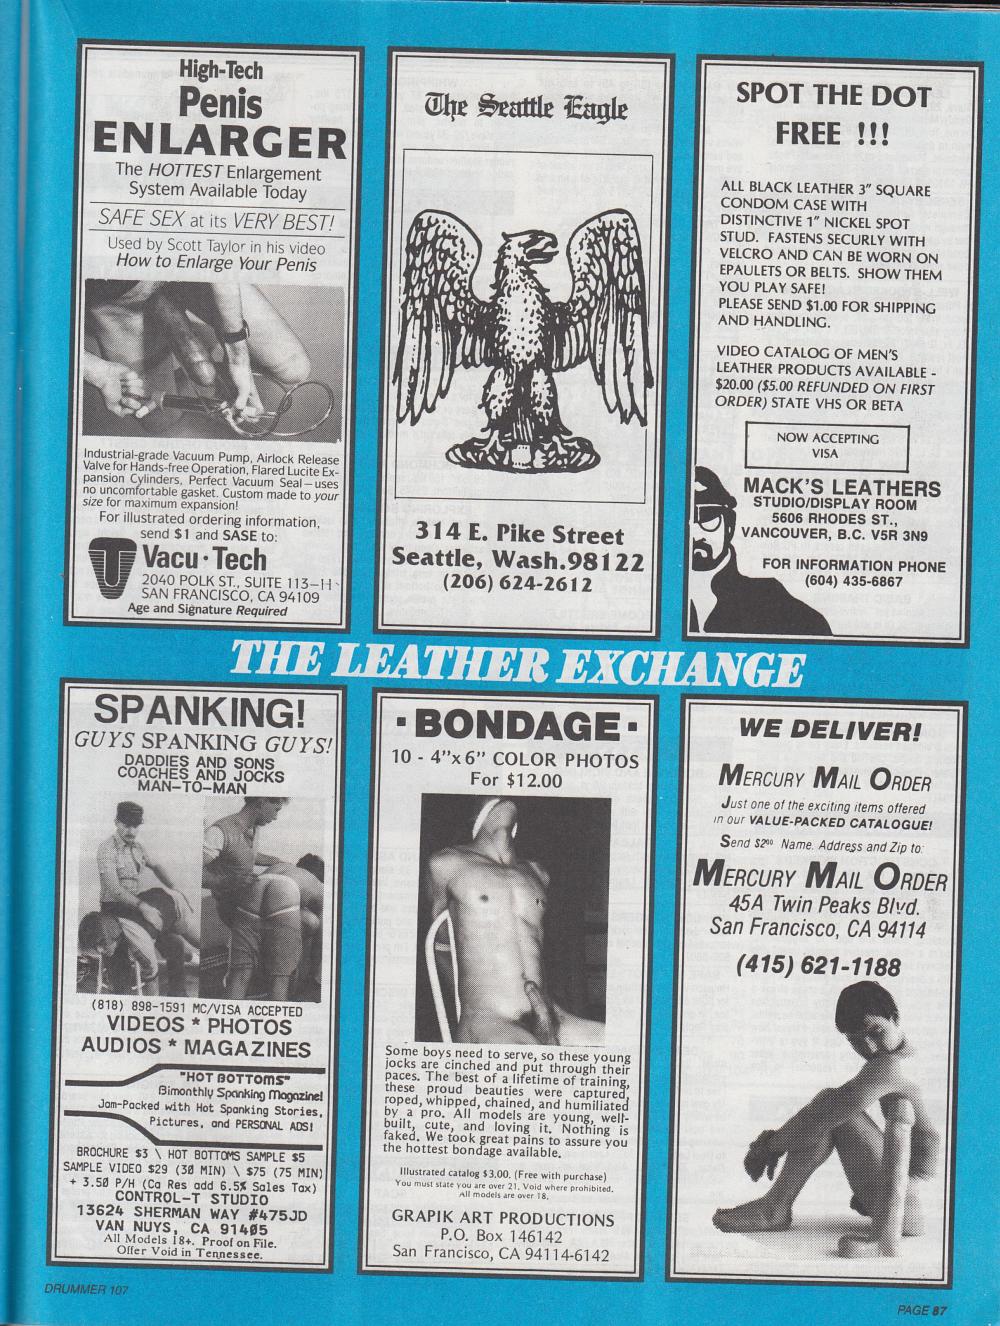 High-Tech
Penis
ENLARGER
The HOTTEST Enlargement
System Available Today
SAFE SEX at its VERY BEST!
Used by Scott Taylor in his video
How to Enlarge Your Penis
Industrial-grade Vacuum Pump, Airlock Release
Valve for Hands-free Operation, Flared Lucite Ex-
pansion Cylinders, Perfect Vacuum Seal—uses
no uncomfortable gasket. Custom made to your
size for maximum expansion!
For illustrated ordering information,
send $1 and SASE to:
Vacu·Tech
2040 POLK ST., SUITE 113-H
SAN FRANCISCO, CA 94109
Age and Signature Required
The Seattle Eagle
314 E. Pike Street
Seattle, Wash.98122
(206) 624-2612
SPOT THE DOT
FREE !!!
ALL BLACK LEATHER 3" SQUARE
CONDOM CASE WITH
DISTINCTIVE 1" NICKEL SPOT
STUD. FASTENS SECURLY WITH
VELCRO AND CAN BE WORN ON
EPAULETS OR BELTS. SHOW THEM
YOU PLAY SAFE!
PLEASE SEND $1.00 FOR SHIPPING
AND HANDLING.
VIDEO CATALOG OF MEN'S
LEATHER PRODUCTS AVAILABLE -
$20.00 ($5.00 REFUNDED ON FIRST
ORDER) STATE VHS OR BETA
NOW ACCEPTING
VISA
MACK'S LEATHERS
STUDIO/DISPLAY ROOM
5606 RHODES ST.,
VANCOUVER, B.C. V5R 3N9
FOR INFORMATION PHONE
(604) 435-6867
THE LEATHER EXCHANGE
SPANKING!
GUYS SPANKING GUYS!
DADDIES AND SONS
COACHES AND JOCKS
MAN-TO-MAN
(818) 898-1591 MC/VISA ACCEPTED
VIDEOS * PHOTOS
AUDIOS * MAGAZINES
"HOT BOTTOMS"
Bimonthly Spanking Magazine!
Jam-Packed with Hot Spanking Stories,
Pictures, and PERSONAL ADS!
BROCHURE $3 \ HOT BOTTOMS SAMPLE $5
SAMPLE VIDEO $29 (30 MIN) \ $75 (75 MIN)
+ 3.50 P/H (Ca Res add 6.5% Sales Tax)
CONTROL-T STUDIO
13624 SHERMAN WAY #475JD
VAN NUYS, CA 91405
All Models 18+. Proof on File.
Offer Void in Tennessee.
·BONDAGE·
10 - 4"x6" COLOR PHOTOS
For $12.00
Some boys need to serve, so these young
jocks are cinched and put through their
paces. The best of a lifetime of training,
these proud beauties were captured,
roped, whipped, chained, and humiliated
by a pro. All models are young, well-
built, cute, and loving it. Nothing is
faked. We took great pains to assure you
the hottest bondage available.
Illustrated catalog $3.00. (Free with purchase)
You must state you are over 21. Void where prohibited.
All models are over 18.
GRAPIK ART PRODUCTIONS
P.O. Box 146142
San Francisco, CA 94114-6142
WE DELIVER!
MERCURY MAIL ORDER
Just one of the exciting items offered
in our VALUE-PACKED CATALOGUE!
Send $2.00 Name. Address and Zip to:
MERCURY MAIL ORDER
45A Twin Peaks Blvd.
San Francisco, CA 94114
(415) 621-1188
DRUMMER 107
PAGE 87